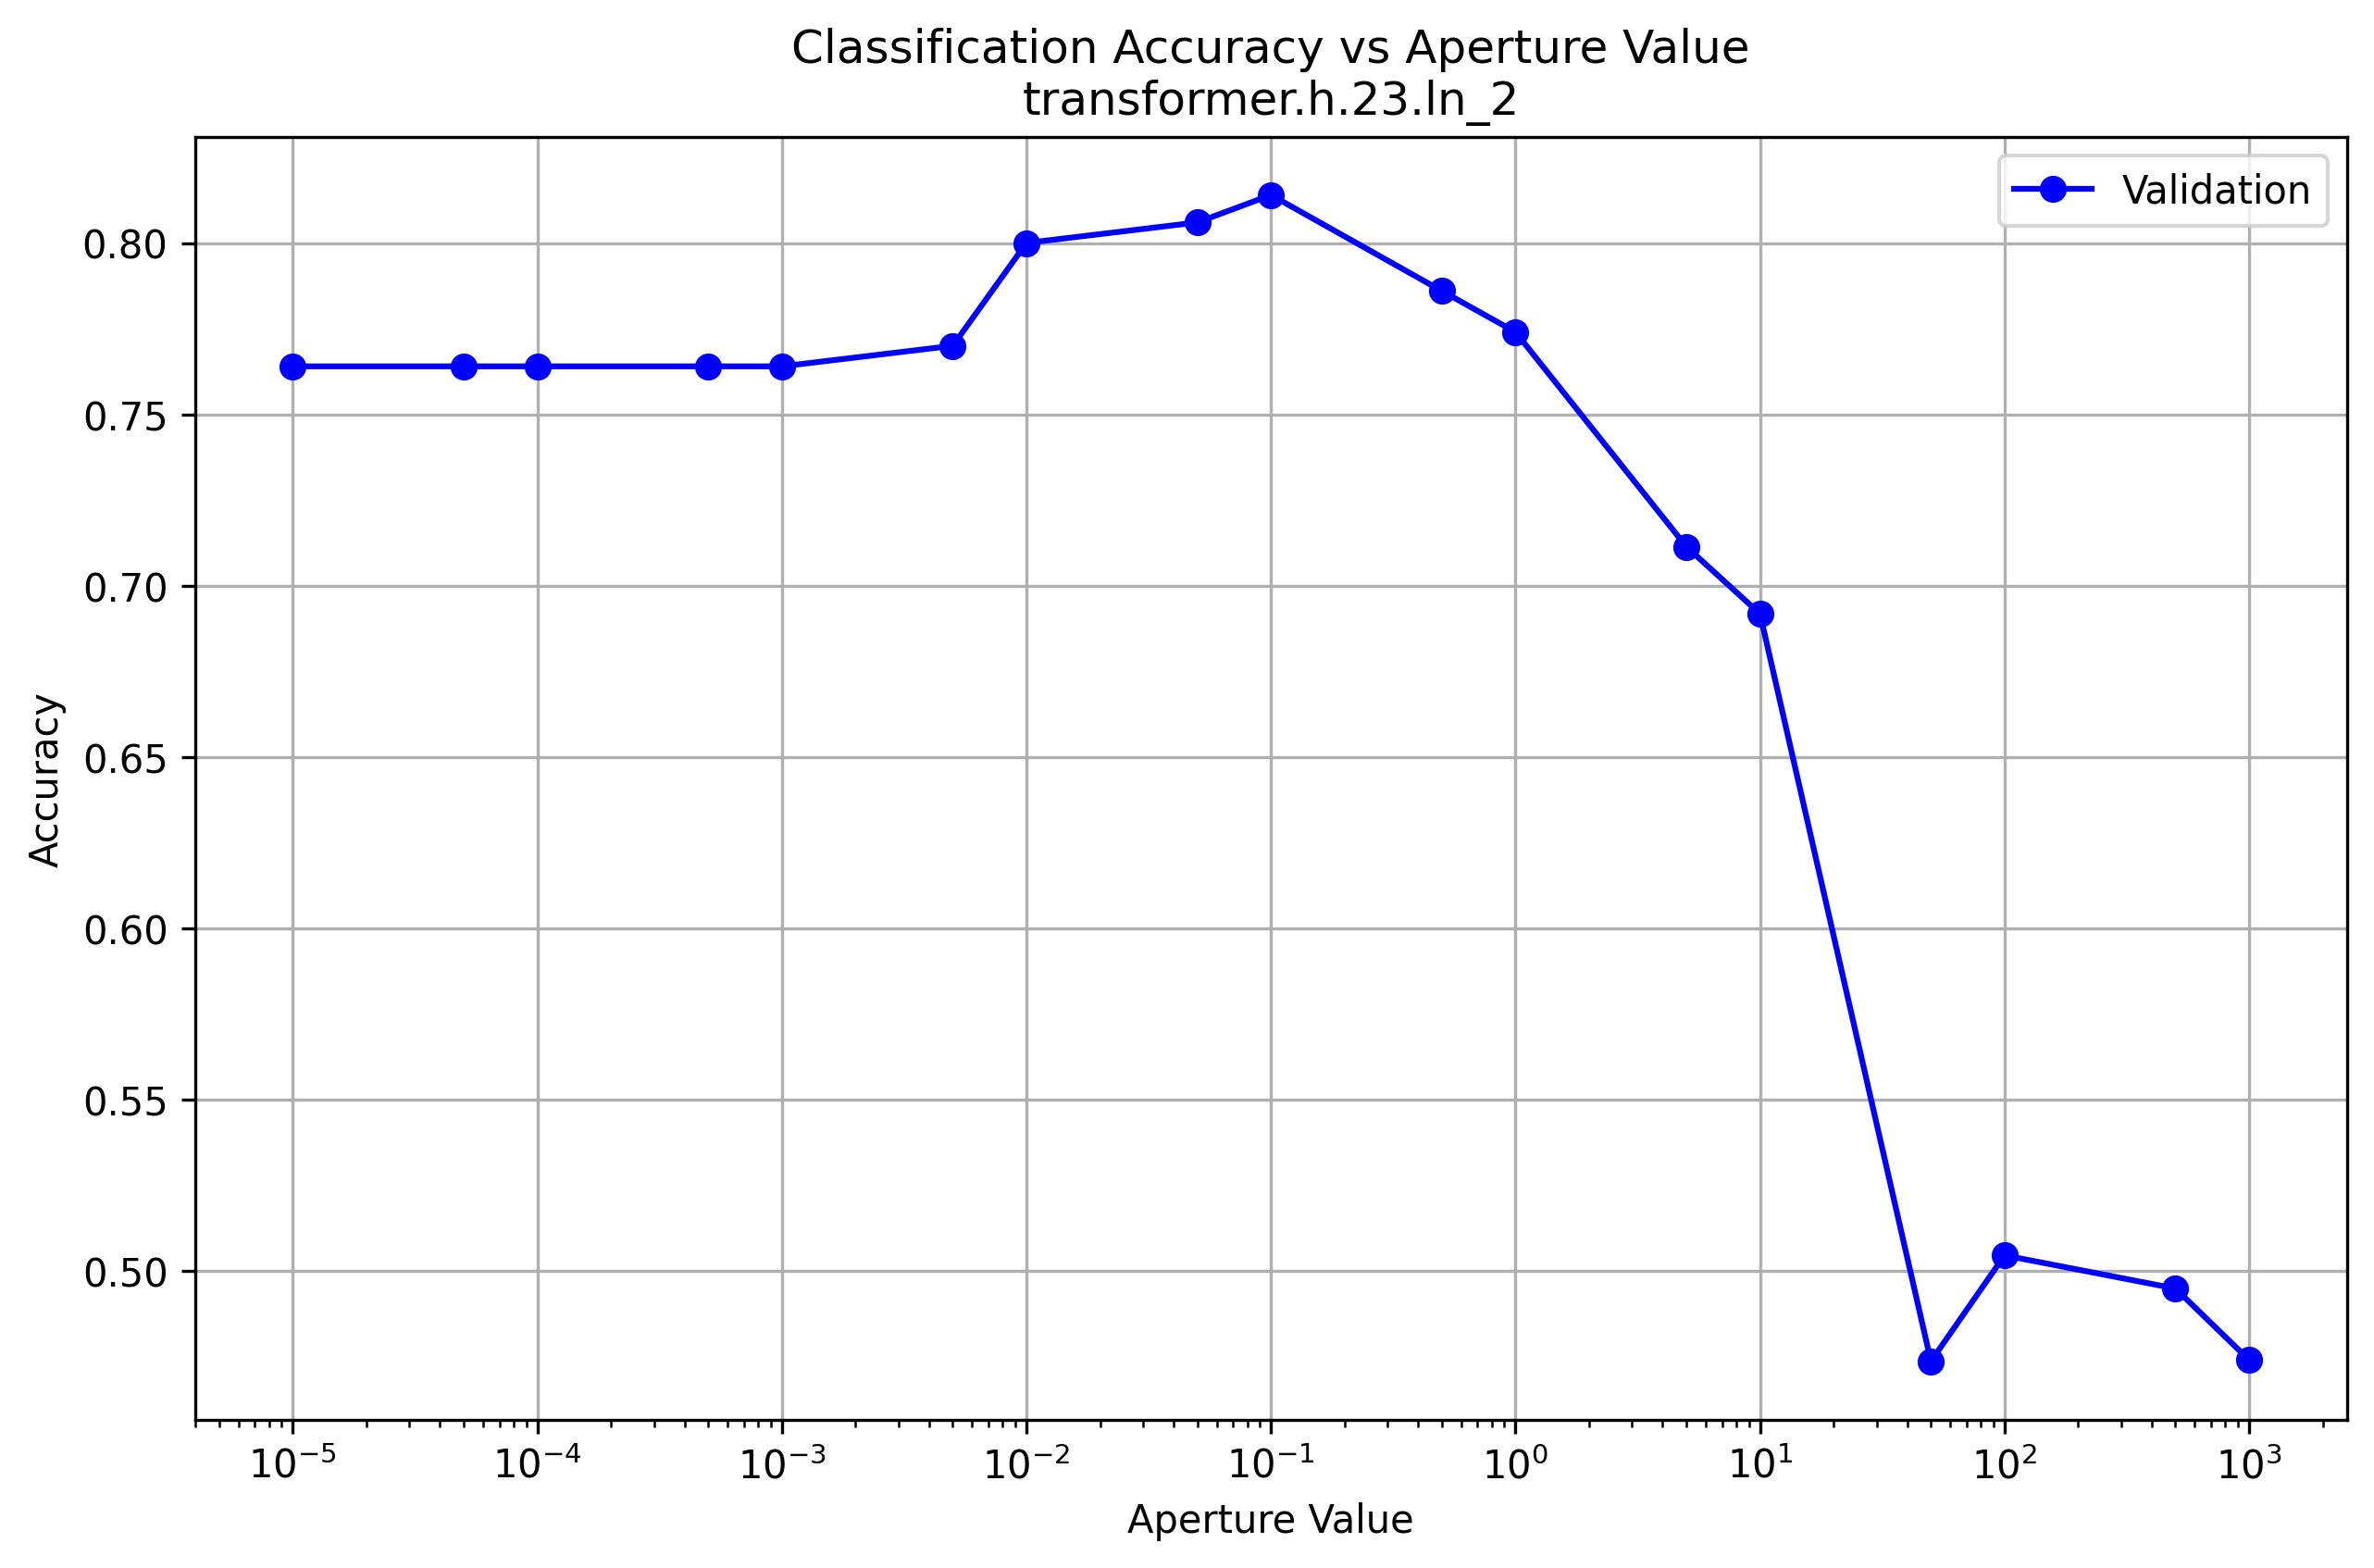 Classification Accuracy vs Aperture Value
transformer.h.23.ln_2
Validation
0.80
0.75
0.70
0.65
0.60
0.55
0.50
Accuracy
10⁻⁵ 10⁻⁴ 10⁻³ 10⁻² 10⁻¹ 10⁰ 10¹ 10² 10³
Aperture Value